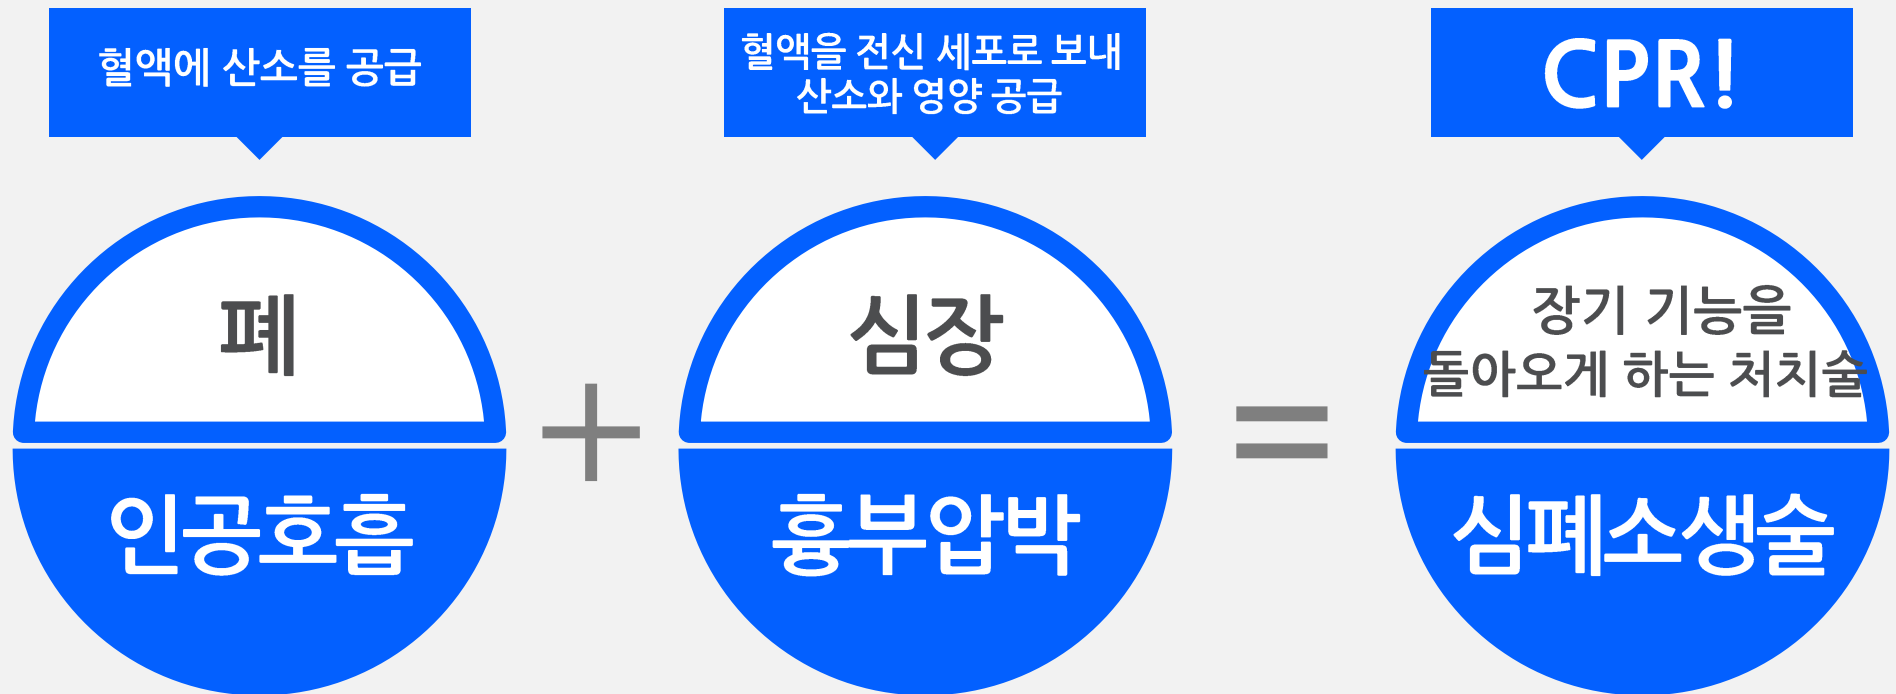 혈액에 산소를 공급
혈액을 전신 세포로 보내
산소와 영양 공급
CPR!
폐
심장
장기 기능을
돌아오게 하는 처치술
+
=
인공호흡
흉부압박
심폐소생술